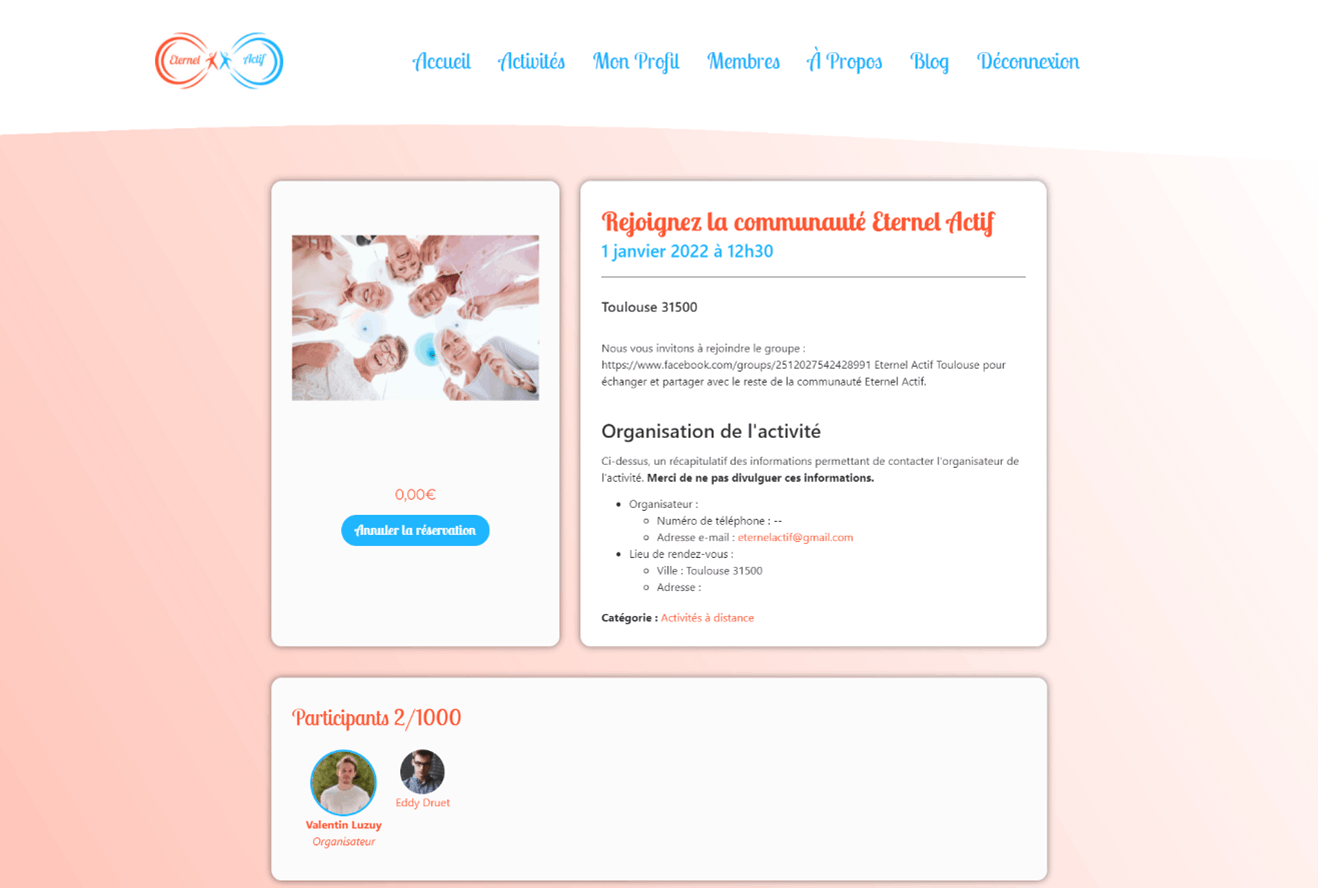 Eternel Actif
Accueil Activités Mon Profil Membres À Propos Blog Déconnexion
0,00€
Annuler la réservation
Rejoignez la communauté Eternel Actif
1 janvier 2022 à 12h30
Toulouse 31500
Nous vous invitons à rejoindre le groupe :
https://www.facebook.com/groups/2512027542428991 Eternel Actif Toulouse pour
échanger et partager avec le reste de la communauté Eternel Actif.
Organisation de l'activité
Ci-dessus, un récapitulatif des informations permettant de contacter l'organisateur de
l'activité. Merci de ne pas divulguer ces informations.
Organisateur :
Numéro de téléphone : --
Adresse e-mail : eternelactif@gmail.com
Lieu de rendez-vous :
Ville : Toulouse 31500
Adresse :
Catégorie : Activités à distance
Participants 2/1000
Valentin Luzuy
Organisateur
Eddy Druet